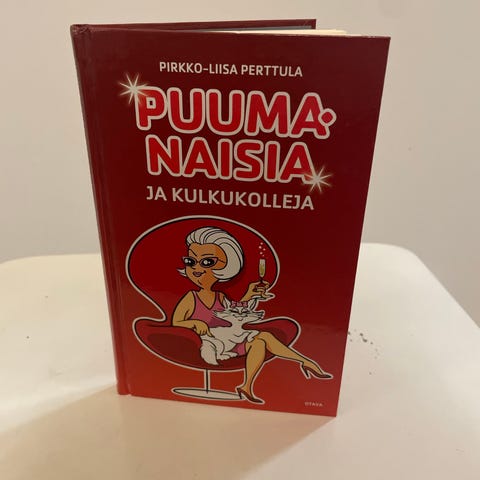 PIRKKO-LIISA PERTTULA
PUUMA-
NAISIA
JA KULKUKOLLEJA
OTAVA